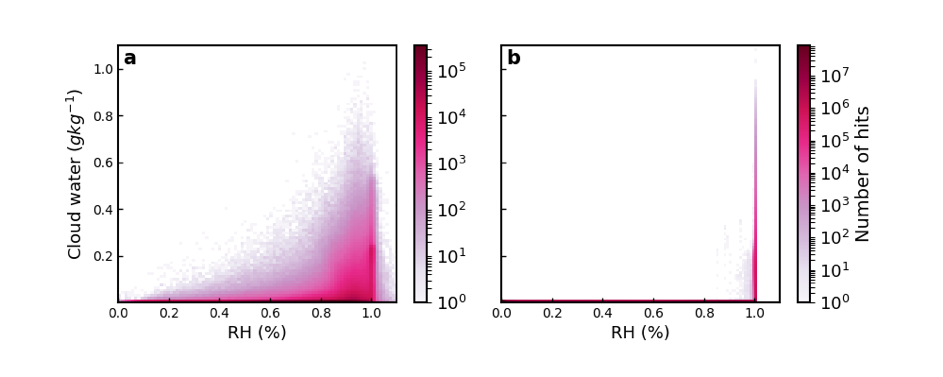 a
b
1.0
0.8
0.6
0.4
0.2
Cloud water (gkg⁻¹)
0.0 0.2 0.4 0.6 0.8 1.0
RH (%)
10⁵
10⁴
10³
10²
10¹
10⁰
0.0 0.2 0.4 0.6 0.8 1.0
RH (%)
10⁷
10⁶
10⁵
10⁴
10³
10²
10¹
10⁰
Number of hits